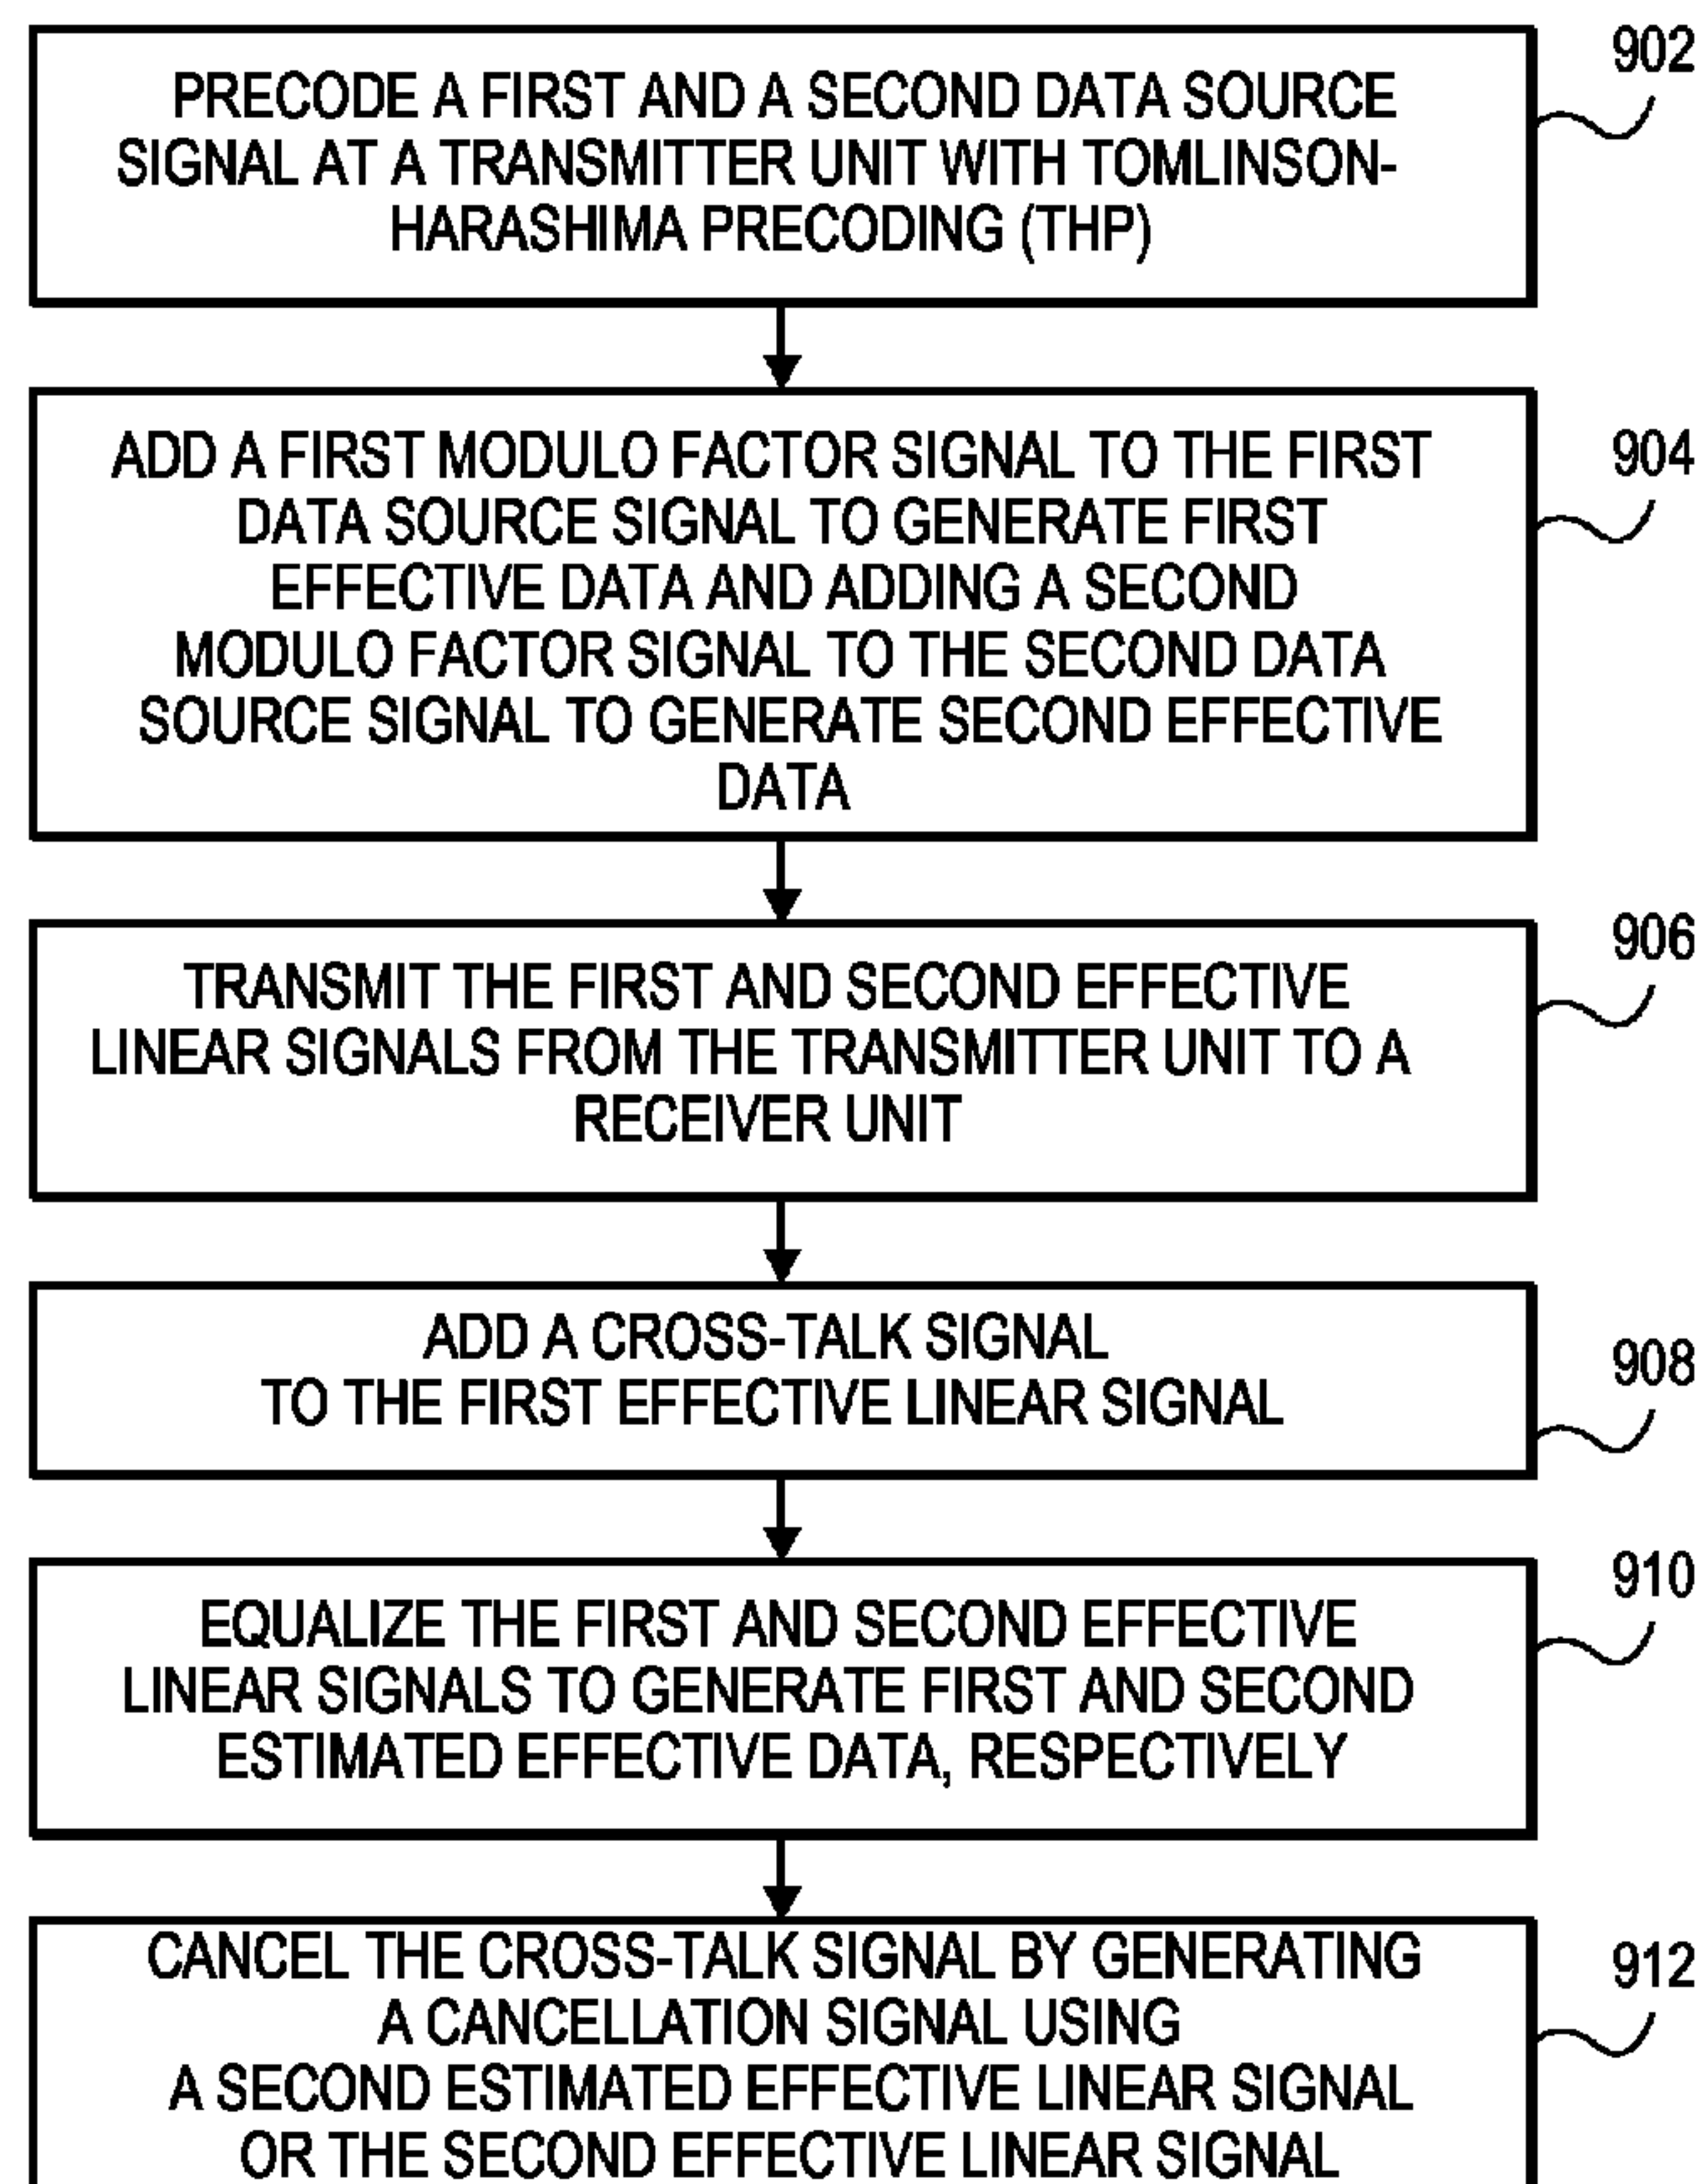 902
PRECODE A FIRST AND A SECOND DATA SOURCE
SIGNAL AT A TRANSMITTER UNIT WITH TOMLINSON-
HARASHIMA PRECODING (THP)
904
ADD A FIRST MODULO FACTOR SIGNAL TO THE FIRST
DATA SOURCE SIGNAL TO GENERATE FIRST
EFFECTIVE DATA AND ADDING A SECOND
MODULO FACTOR SIGNAL TO THE SECOND DATA
SOURCE SIGNAL TO GENERATE SECOND EFFECTIVE
DATA
906
TRANSMIT THE FIRST AND SECOND EFFECTIVE
LINEAR SIGNALS FROM THE TRANSMITTER UNIT TO A
RECEIVER UNIT
908
ADD A CROSS-TALK SIGNAL
TO THE FIRST EFFECTIVE LINEAR SIGNAL
910
EQUALIZE THE FIRST AND SECOND EFFECTIVE
LINEAR SIGNALS TO GENERATE FIRST AND SECOND
ESTIMATED EFFECTIVE DATA, RESPECTIVELY
912
CANCEL THE CROSS-TALK SIGNAL BY GENERATING
A CANCELLATION SIGNAL USING
A SECOND ESTIMATED EFFECTIVE LINEAR SIGNAL
OR THE SECOND EFFECTIVE LINEAR SIGNAL